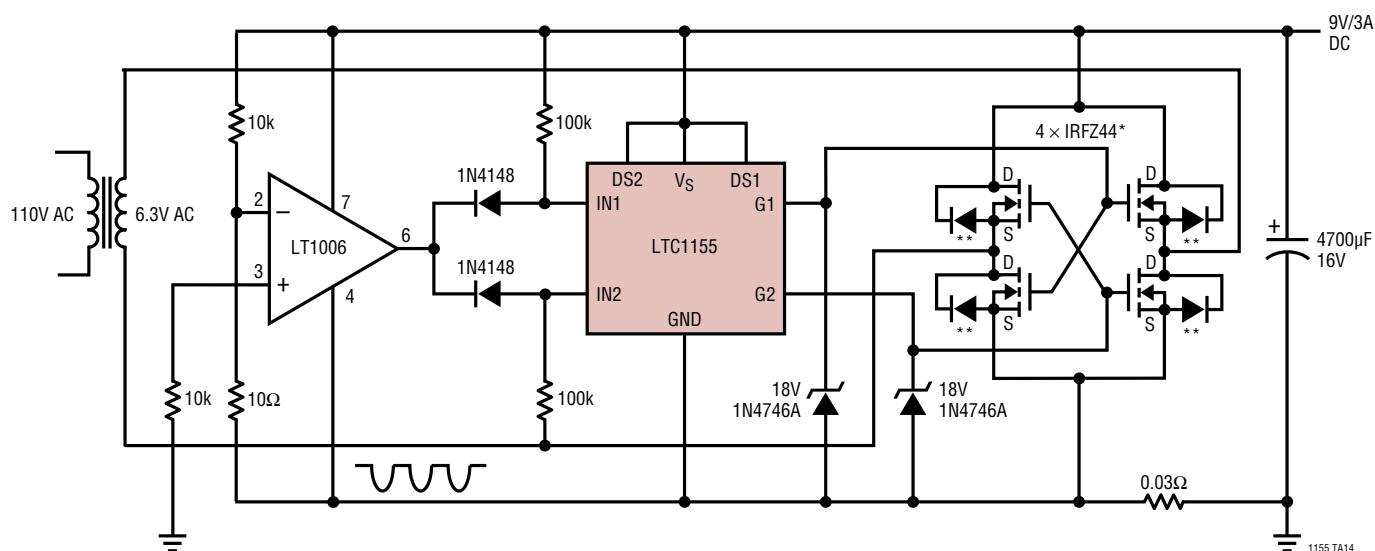 9V/3A
DC
10k
100k
4 × IRFZ44*
110V AC
6.3V AC
2
−
7
LT1006
6
3
+
4
1N4148
1N4148
DS2
VS
DS1
IN1
G1
LTC1155
IN2
G2
GND
D
S
**
D
S
**
D
S
**
D
S
**
+
4700µF
16V
10k
10Ω
100k
18V
1N4746A
18V
1N4746A
0.03Ω
1155 TA14